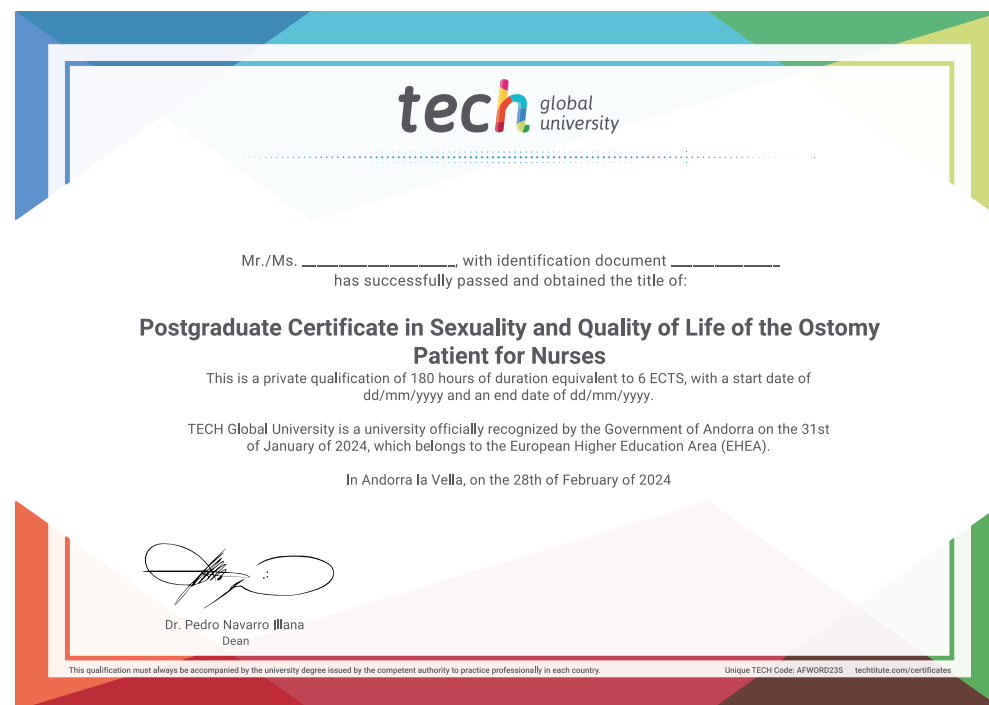 tech global
university
Mr./Ms. ____________________, with identification document ______________
has successfully passed and obtained the title of:
Postgraduate Certificate in Sexuality and Quality of Life of the Ostomy
Patient for Nurses
This is a private qualification of 180 hours of duration equivalent to 6 ECTS, with a start date of
dd/mm/yyyy and an end date of dd/mm/yyyy.
TECH Global University is a university officially recognized by the Government of Andorra on the 31st
of January of 2024, which belongs to the European Higher Education Area (EHEA).
In Andorra la Vella, on the 28th of February of 2024
Dr. Pedro Navarro Illana
Dean
This qualification must always be accompanied by the university degree issued by the competent authority to practice professionally in each country.
Unique TECH Code: AFWORD23S techtitute.com/certificates